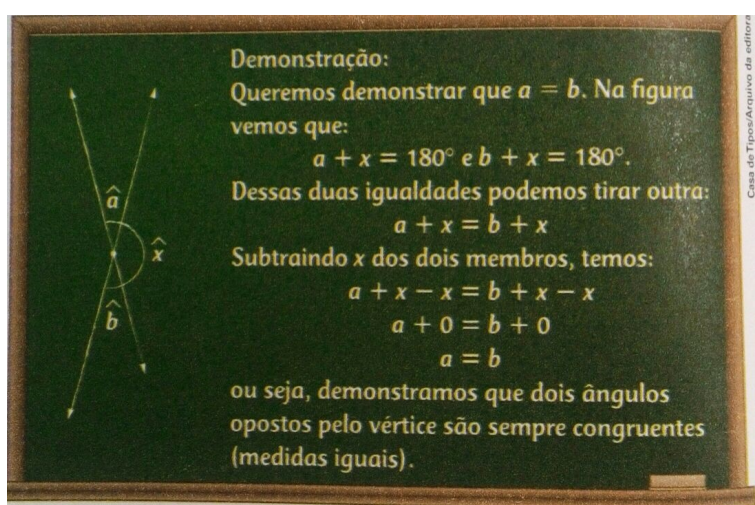 Demonstração:
Queremos demonstrar que a = b. Na figura
vemos que:
a + x = 180° e b + x = 180°.
Dessas duas igualdades podemos tirar outra:
a + x = b + x
Subtraindo x dos dois membros, temos:
a + x − x = b + x − x
a + 0 = b + 0
a = b
ou seja, demonstramos que dois ângulos
opostos pelo vértice são sempre congruentes
(medidas iguais).
â
x̂
b̂
Casa de Tipos/Arquivo da editora